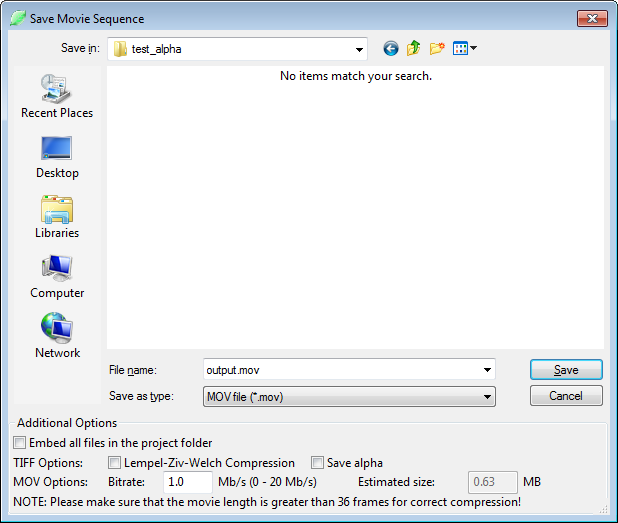 Save Movie Sequence
Save in: test_alpha
No items match your search.
Recent Places
Desktop
Libraries
Computer
Network
File name: output.mov Save
Save as type: MOV file (*.mov) Cancel
Additional Options
Embed all files in the project folder
TIFF Options: Lempel-Ziv-Welch Compression Save alpha
MOV Options: Bitrate: 1.0 Mb/s (0 - 20 Mb/s) Estimated size: 0.63 MB
NOTE: Please make sure that the movie length is greater than 36 frames for correct compression!